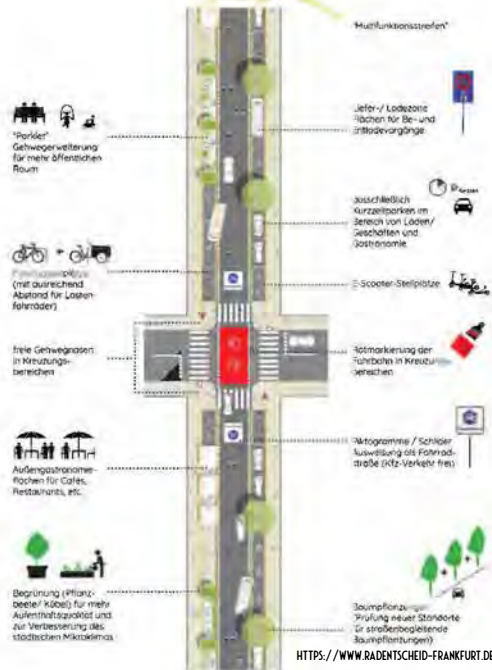 "Multifunktionsstreifen"
"Parklet"
Gehwegerweiterung
für mehr öffentlichen
Raum
Liefer-/ Ladezone
Flächen für Be- und
Entladevorgänge
ausschließlich
Kurzzeitparken im
Bereich von Läden/
Geschäften und
Gastronomie
(mit ausreichend
Abstand für Lasten-
fahrräder)
E-Scooter-Stellplätze
freie Gehwegnasen
in Kreuzungs-
bereichen
Rotmarkierung der
Fahrbahn in Kreuzungs-
bereichen
Außengastronomie-
flächen für Cafés,
Restaurants, etc.
Piktogramme / Schilder
Ausweisung als Fahrrad-
straße (Kfz-Verkehr frei)
Begrünung (Pflanz-
beete/ Kübel) für mehr
Aufenthaltsqualität und
zur Verbesserung des
städtischen Mikroklimas
Baumpflanzungen
(Prüfung neuer Standorte
für straßenbegleitende
Baumpflanzungen)
HTTPS://WWW.RADENTSCHEID-FRANKFURT.DE